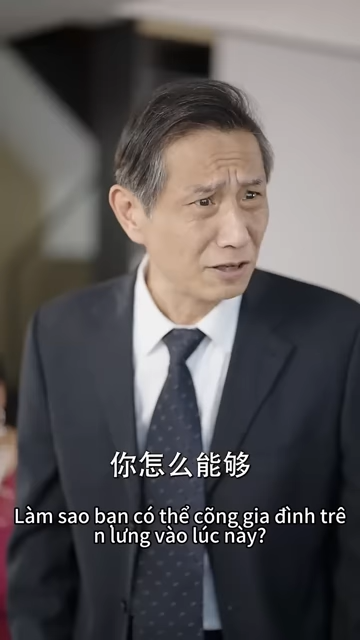 你怎么能够
Làm sao bạn có thể cõng gia đình trê
n lưng vào lúc này?